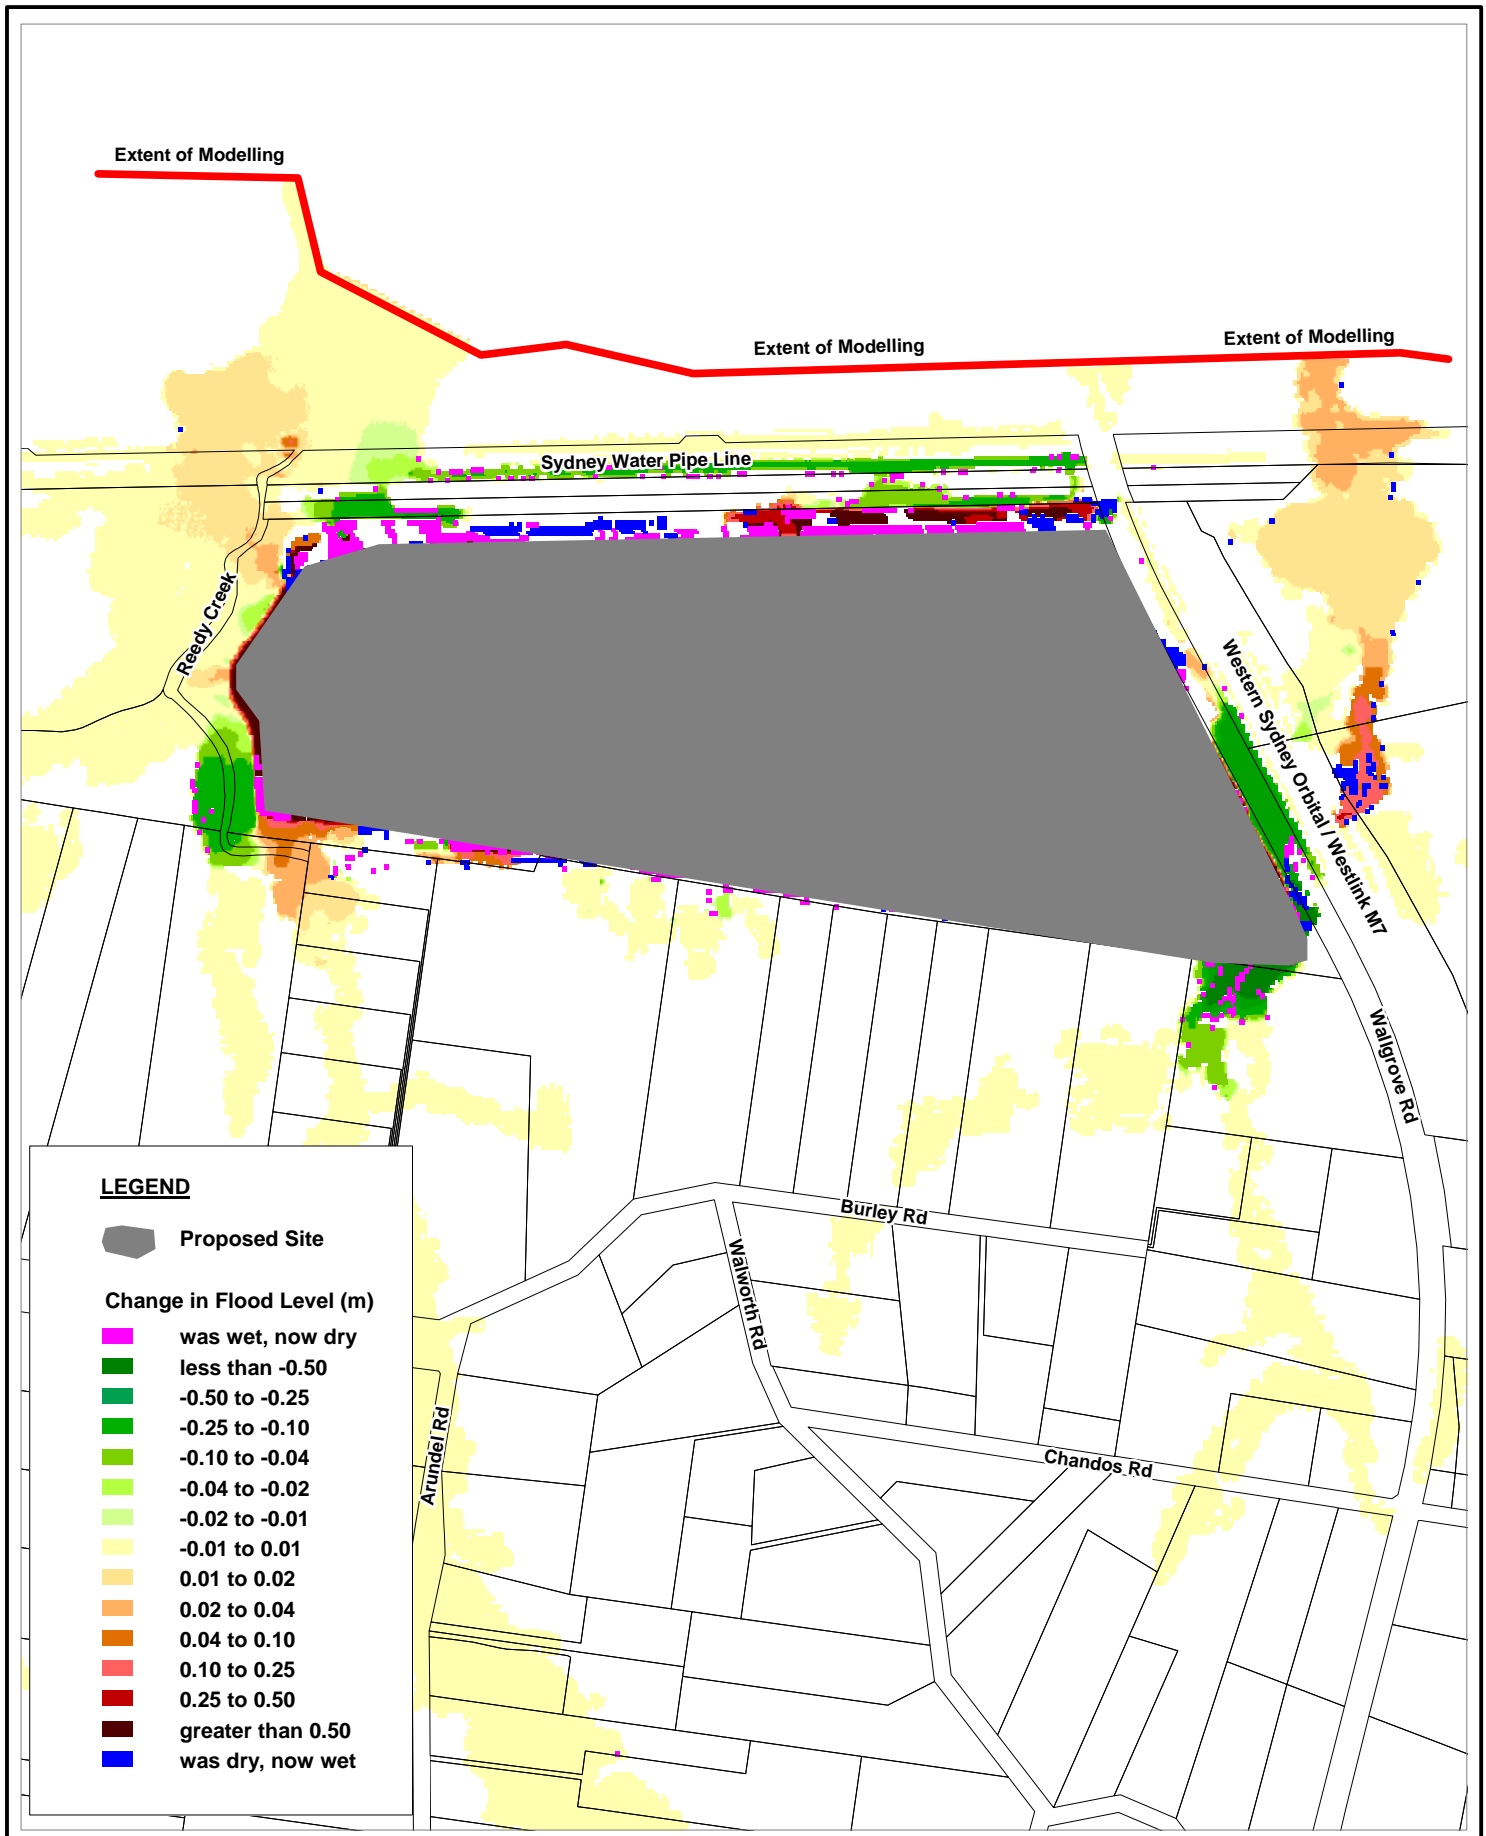 Extent of Modelling
Extent of Modelling
Extent of Modelling
Sydney Water Pipe Line
Reedy Creek
Western Sydney Orbital / Westlink M7
Wallgrove Rd
Burley Rd
Walworth Rd
Chandos Rd
Arundel Rd
LEGEND
Proposed Site
Change in Flood Level (m)
was wet, now dry
less than -0.50
-0.50 to -0.25
-0.25 to -0.10
-0.10 to -0.04
-0.04 to -0.02
-0.02 to -0.01
-0.01 to 0.01
0.01 to 0.02
0.02 to 0.04
0.04 to 0.10
0.10 to 0.25
0.25 to 0.50
greater than 0.50
was dry, now wet